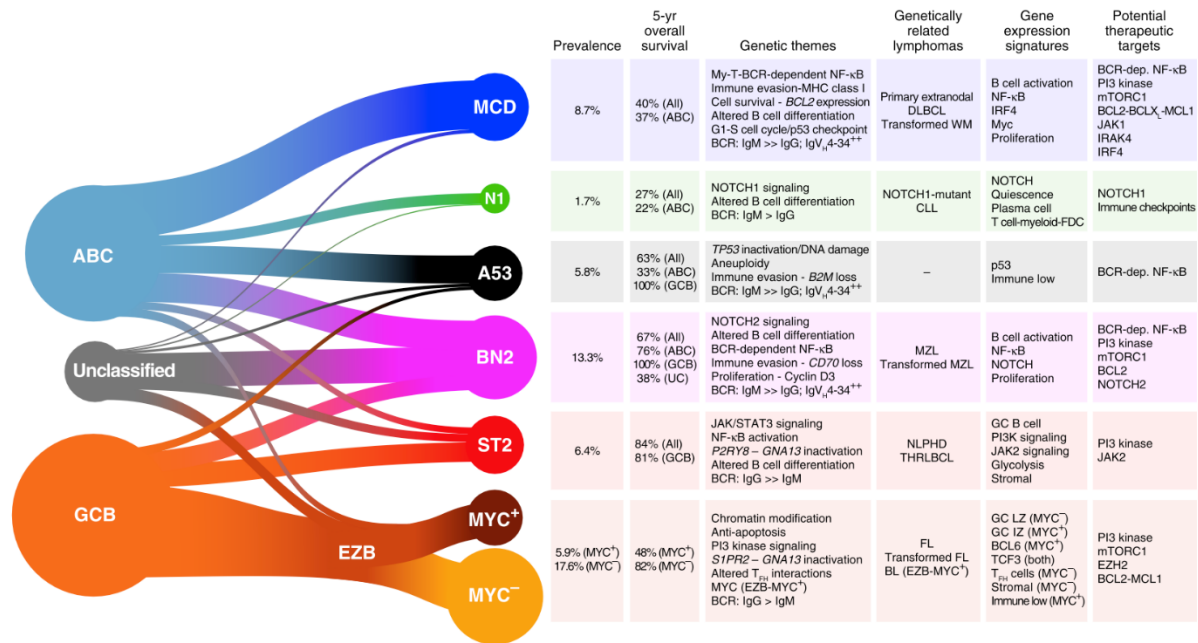 Prevalence
5-yr
overall
survival
Genetic themes
Genetically
related
lymphomas
Gene
expression
signatures
Potential
therapeutic
targets
ABC
Unclassified
GCB
EZB
MCD
8.7%
40% (All)
37% (ABC)
My-T-BCR-dependent NF-κB
Immune evasion-MHC class I
Cell survival - BCL2 expression
Altered B cell differentiation
G1-S cell cycle/p53 checkpoint
BCR: IgM >> IgG; IgVH4-34++
Primary extranodal
DLBCL
Transformed WM
B cell activation
NF-κB
IRF4
Myc
Proliferation
BCR-dep. NF-κB
PI3 kinase
mTORC1
BCL2-BCLXL-MCL1
JAK1
IRAK4
IRF4
N1
1.7%
27% (All)
22% (ABC)
NOTCH1 signaling
Altered B cell differentiation
BCR: IgM > IgG
NOTCH1-mutant
CLL
NOTCH
Quiescence
Plasma cell
T cell-myeloid-FDC
NOTCH1
Immune checkpoints
A53
5.8%
63% (All)
33% (ABC)
100% (GCB)
TP53 inactivation/DNA damage
Aneuploidy
Immune evasion - B2M loss
BCR: IgM >> IgG; IgVH4-34++
–
p53
Immune low
BCR-dep. NF-κB
BN2
13.3%
67% (All)
76% (ABC)
100% (GCB)
38% (UC)
NOTCH2 signaling
Altered B cell differentiation
BCR-dependent NF-κB
Immune evasion - CD70 loss
Proliferation - Cyclin D3
BCR: IgM >> IgG; IgVH4-34++
MZL
Transformed MZL
B cell activation
NF-κB
NOTCH
Proliferation
BCR-dep. NF-κB
PI3 kinase
mTORC1
BCL2
NOTCH2
ST2
6.4%
84% (All)
81% (GCB)
JAK/STAT3 signaling
NF-κB activation
P2RY8 – GNA13 inactivation
Altered B cell differentiation
BCR: IgG >> IgM
NLPHD
THRLBCL
GC B cell
PI3K signaling
JAK2 signaling
Glycolysis
Stromal
PI3 kinase
JAK2
MYC+
MYC–
5.9% (MYC+)
17.6% (MYC–)
48% (MYC+)
82% (MYC–)
Chromatin modification
Anti-apoptosis
PI3 kinase signaling
S1PR2 – GNA13 inactivation
Altered TFH interactions
MYC (EZB-MYC+)
BCR: IgG > IgM
FL
Transformed FL
BL (EZB-MYC+)
GC LZ (MYC–)
GC IZ (MYC+)
BCL6 (MYC+)
TCF3 (both)
TFH cells (MYC–)
Stromal (MYC–)
Immune low (MYC+)
PI3 kinase
mTORC1
EZH2
BCL2-MCL1